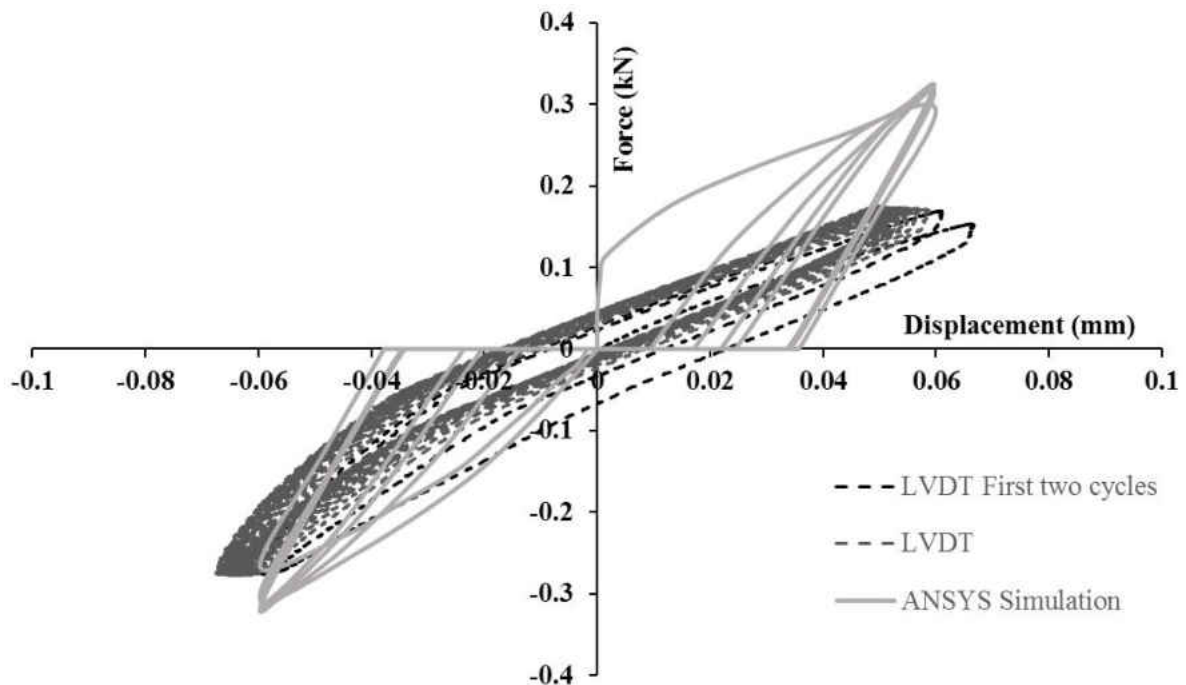 0.4
0.3
0.2
0.1
0
-0.1
-0.2
-0.3
-0.4
Force (kN)
Displacement (mm)
-0.1 -0.08 -0.06 -0.04 -0.02 0 0.02 0.04 0.06 0.08 0.1
LVDT First two cycles
LVDT
ANSYS Simulation